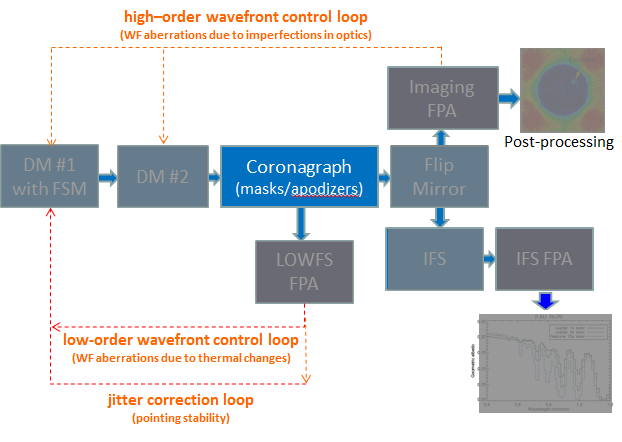 high–order wavefront control loop
(WF aberrations due to imperfections in optics)
Imaging
FPA
Post-processing
DM #1
with FSM
DM #2
Coronagraph
(masks/apodizers)
Flip
Mirror
LOWFS
FPA
IFS
IFS FPA
low-order wavefront control loop
(WF aberrations due to thermal changes)
jitter correction loop
(pointing stability)